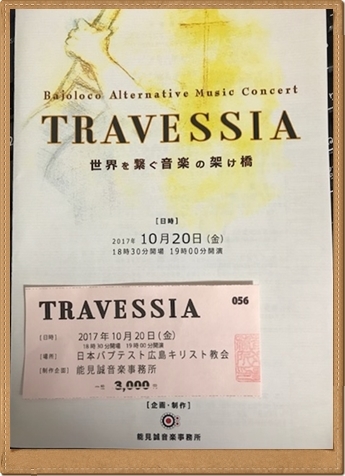 Bajoloco Alternative Music Concert
TRAVESSIA
世界を繋ぐ音楽の架け橋
[日時]
2017年 10月20日(金)
18時30分開場 19時00分開演
TRAVESSIA
056
[日時] 2017年10月20日(金)
18時30分開場 19時00分開演
[場所] 日本バプテスト広島キリスト教会
[制作企画] 能見誠音楽事務所
3,000円
[企画・制作]
能見誠音楽事務所